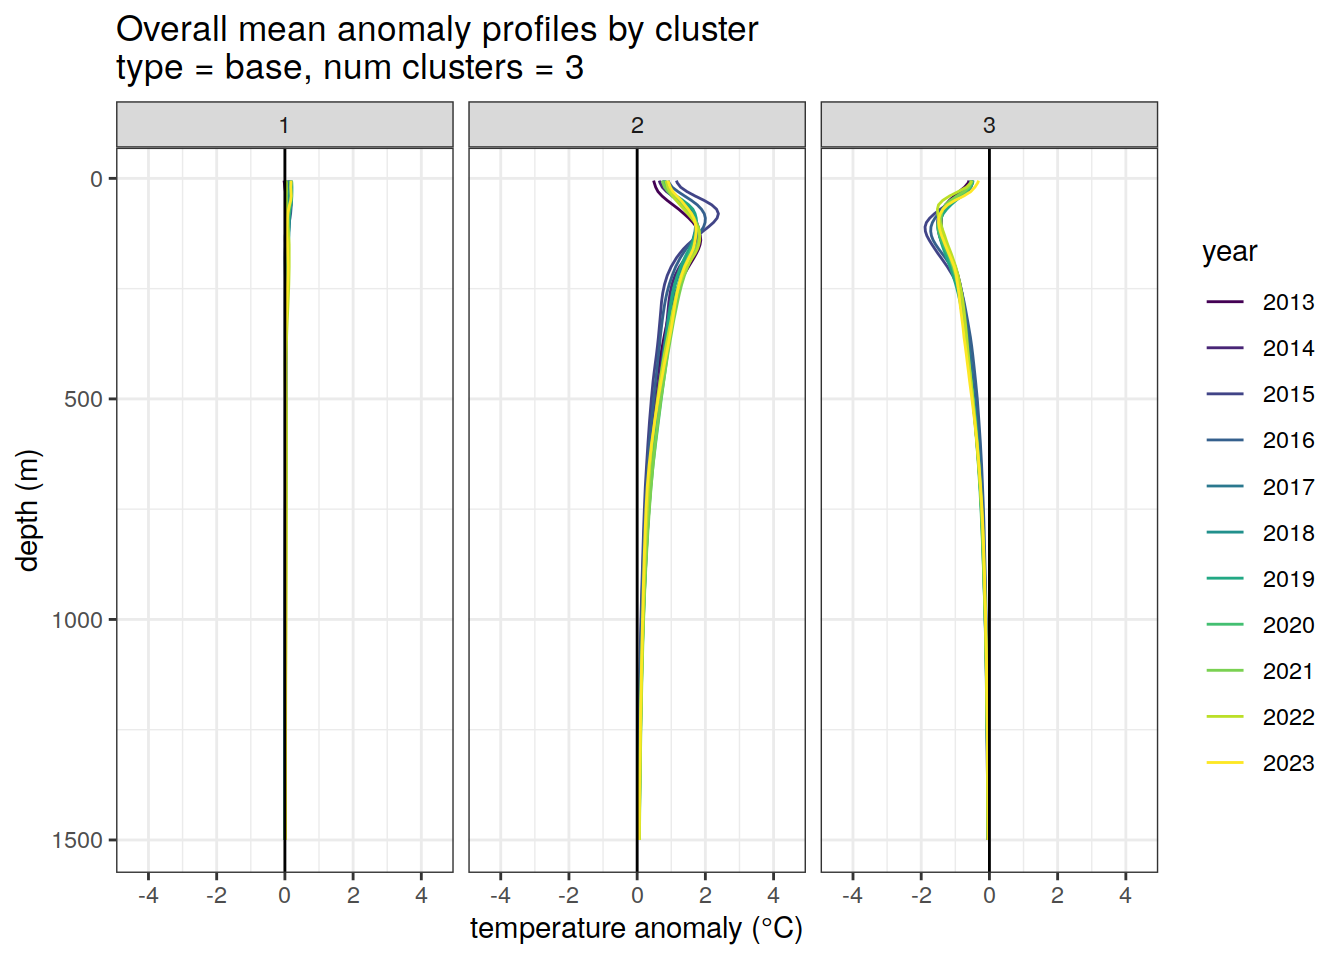 Overall mean anomaly profiles by cluster
type = base, num clusters = 3
1
2
3
0
500
1000
1500
depth (m)
-4 -2 0 2 4
-4 -2 0 2 4
-4 -2 0 2 4
temperature anomaly (°C)
year
2013
2014
2015
2016
2017
2018
2019
2020
2021
2022
2023